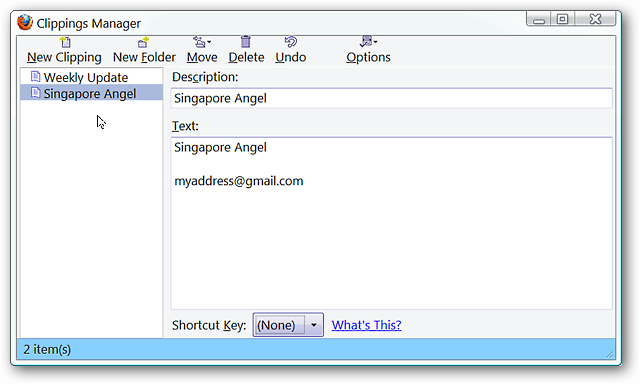 Clippings Manager
New Clipping New Folder Move Delete Undo Options
Weekly Update
Singapore Angel
Description:
Singapore Angel
Text:
Singapore Angel
myaddress@gmail.com
Shortcut Key: (None) What's This?
2 item(s)